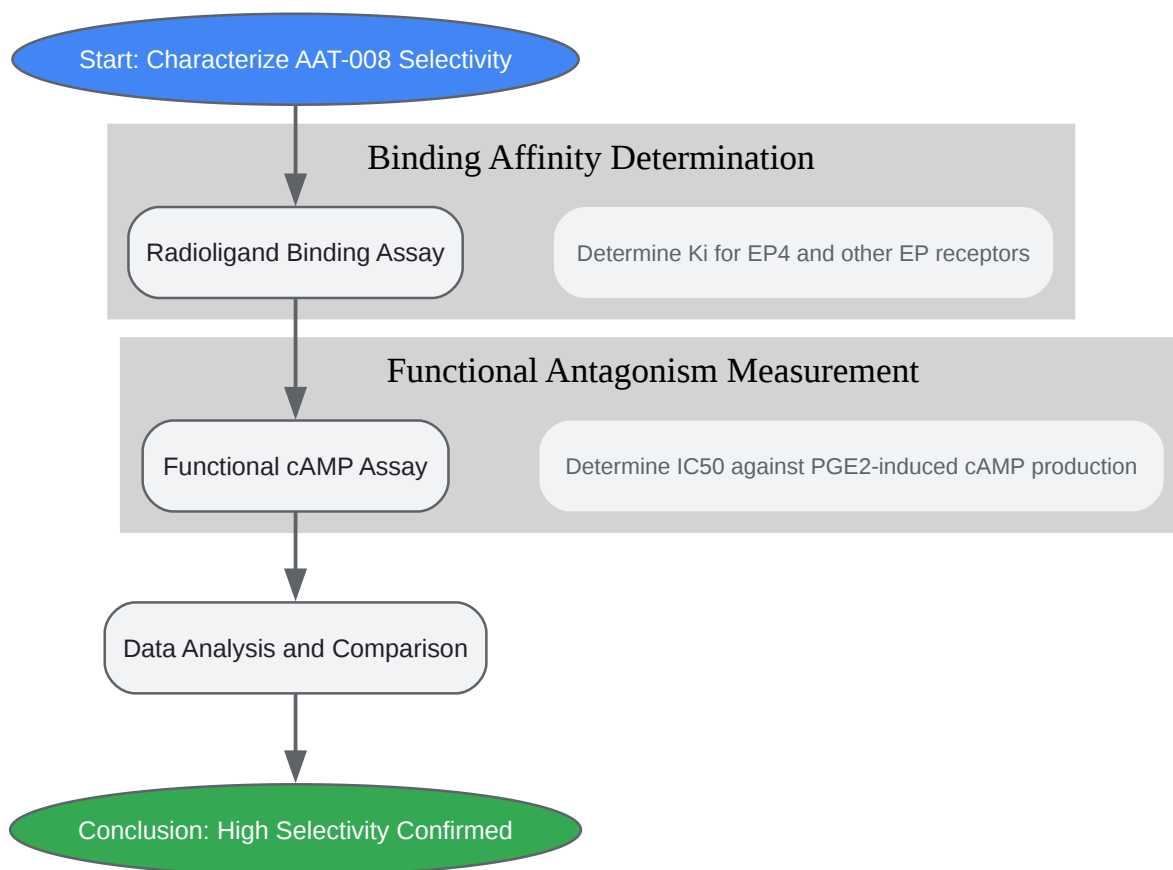 Start: Characterize AAT-008 Selectivity
Binding Affinity Determination
Radioligand Binding Assay
Determine Ki for EP4 and other EP receptors
Functional Antagonism Measurement
Functional cAMP Assay
Determine IC50 against PGE2-induced cAMP production
Data Analysis and Comparison
Conclusion: High Selectivity Confirmed